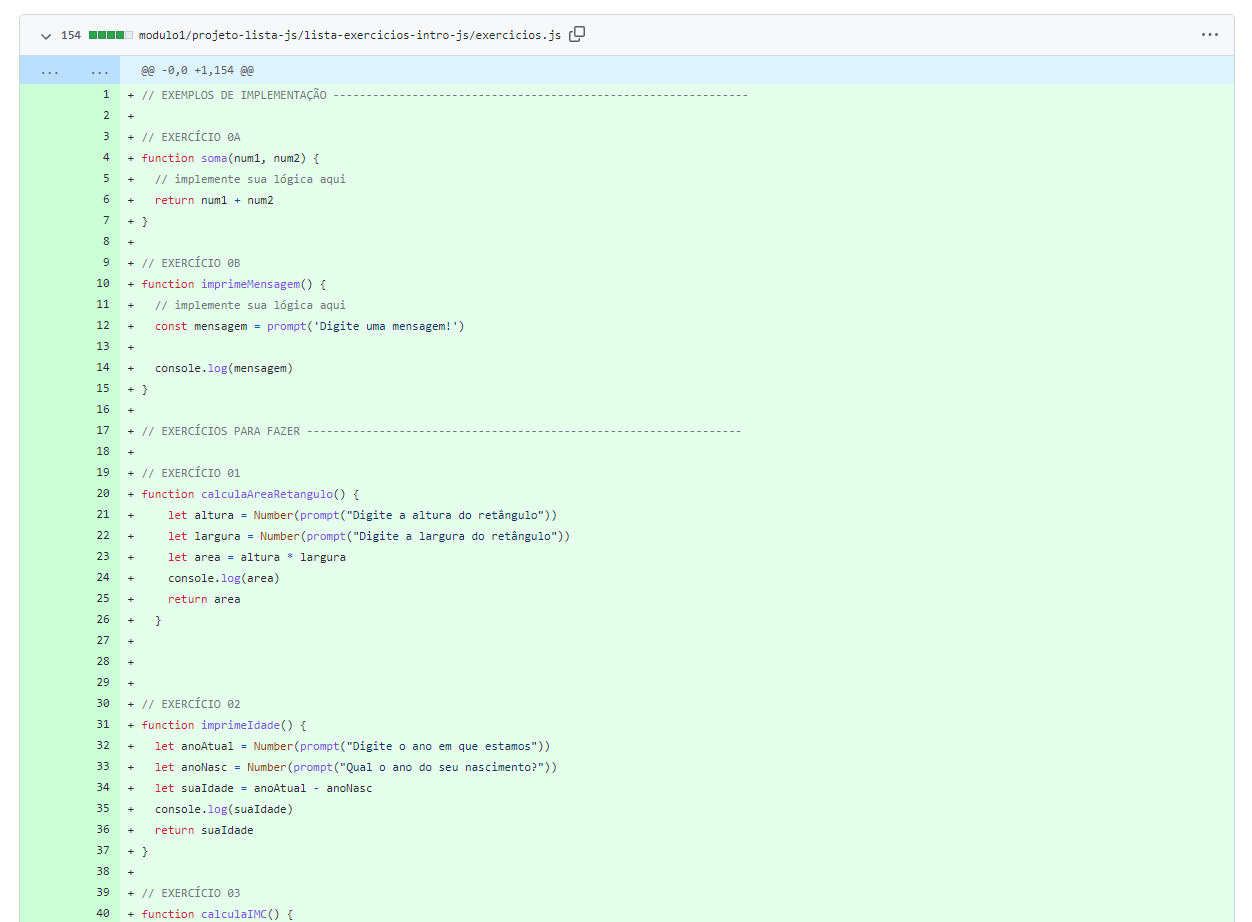 154 modulo1/projeto-lista-js/lista-exercicios-intro-js/exercicios.js ...
... ... @@ -0,0 +1,154 @@
1 + // EXEMPLOS DE IMPLEMENTAÇÃO ---------------------------------------------------------------
2 +
3 + // EXERCÍCIO 0A
4 + function soma(num1, num2) {
5 +   // implemente sua lógica aqui
6 +   return num1 + num2
7 + }
8 +
9 + // EXERCÍCIO 0B
10 + function imprimeMensagem() {
11 +   // implemente sua lógica aqui
12 +   const mensagem = prompt('Digite uma mensagem!')
13 +
14 +   console.log(mensagem)
15 + }
16 +
17 + // EXERCÍCIOS PARA FAZER ------------------------------------------------------------------
18 +
19 + // EXERCÍCIO 01
20 + function calculaAreaRetangulo() {
21 +     let altura = Number(prompt("Digite a altura do retângulo"))
22 +     let largura = Number(prompt("Digite a largura do retângulo"))
23 +     let area = altura * largura
24 +     console.log(area)
25 +     return area
26 +   }
27 +
28 +
29 +
30 + // EXERCÍCIO 02
31 + function imprimeIdade() {
32 +   let anoAtual = Number(prompt("Digite o ano em que estamos"))
33 +   let anoNasc = Number(prompt("Qual o ano do seu nascimento?"))
34 +   let suaIdade = anoAtual - anoNasc
35 +   console.log(suaIdade)
36 +   return suaIdade
37 + }
38 +
39 + // EXERCÍCIO 03
40 + function calculaIMC() {